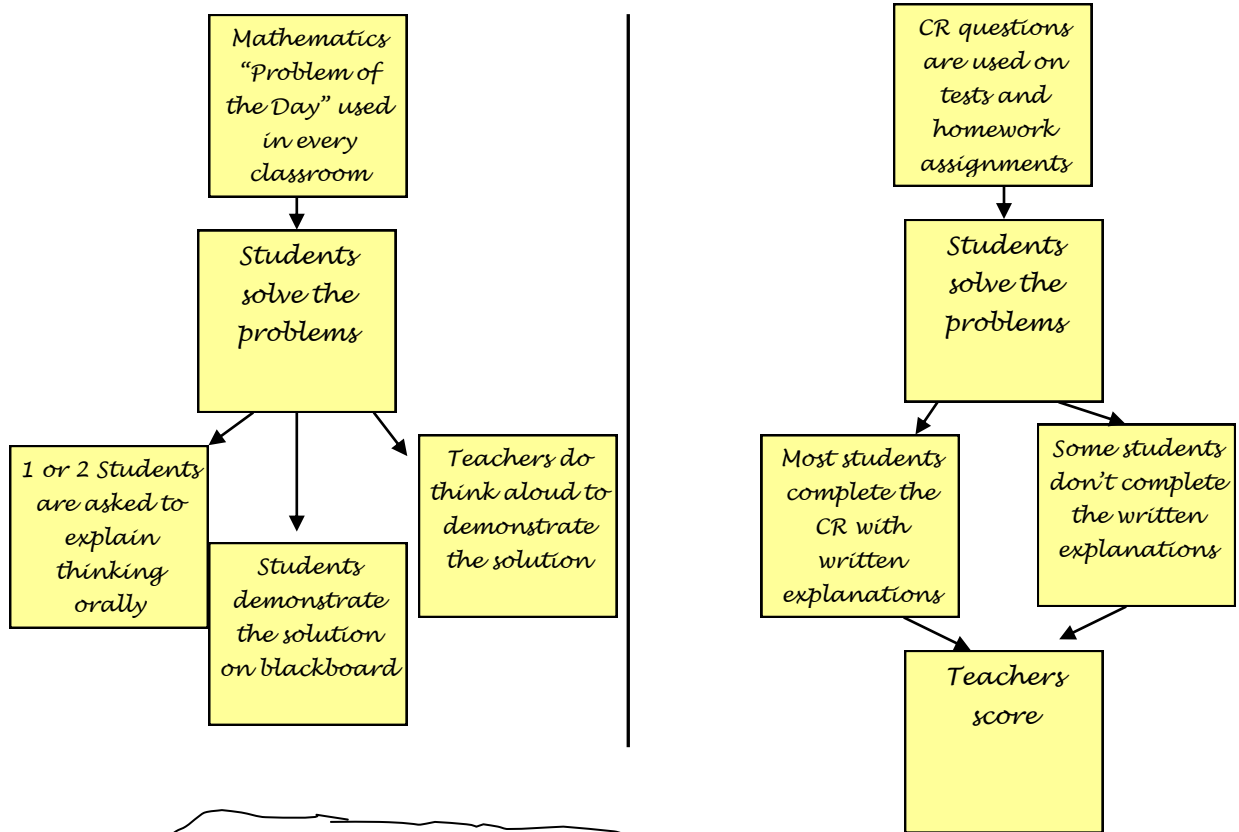 Mathematics
“Problem of
the Day” used
in every
classroom
Students
solve the
problems
1 or 2 Students
are asked to
explain
thinking
orally
Students
demonstrate
the solution
on blackboard
Teachers do
think aloud to
demonstrate
the solution
CR questions
are used on
tests and
homework
assignments
Students
solve the
problems
Most students
complete the
CR with
written
explanations
Some students
don’t complete
the written
explanations
Teachers
score